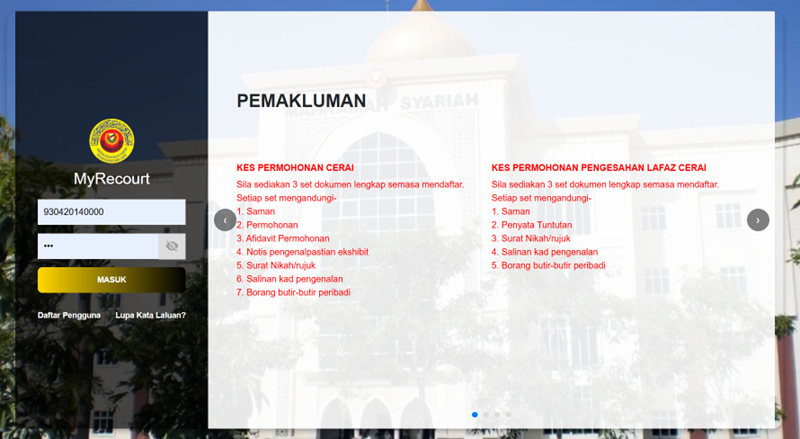 MyRecourt
930420140000
•••
MASUK
Daftar Pengguna
Lupa Kata Laluan?
PEMAKLUMAN
MAHKAMAH SYARIAH
KES PERMOHONAN CERAI
Sila sediakan 3 set dokumen lengkap semasa mendaftar.
Setiap set mengandungi-
1. Saman
2. Permohonan
3. Afidavit Permohonan
4. Notis pengenalpastian ekshibit
5. Surat Nikah/rujuk
6. Salinan kad pengenalan
7. Borang butir-butir peribadi
KES PERMOHONAN PENGESAHAN LAFAZ CERAI
Sila sediakan 3 set dokumen lengkap semasa mendaftar.
Setiap set mengandungi-
1. Saman
2. Penyata Tuntutan
3. Surat Nikah/rujuk
4. Salinan kad pengenalan
5. Borang butir-butir peribadi